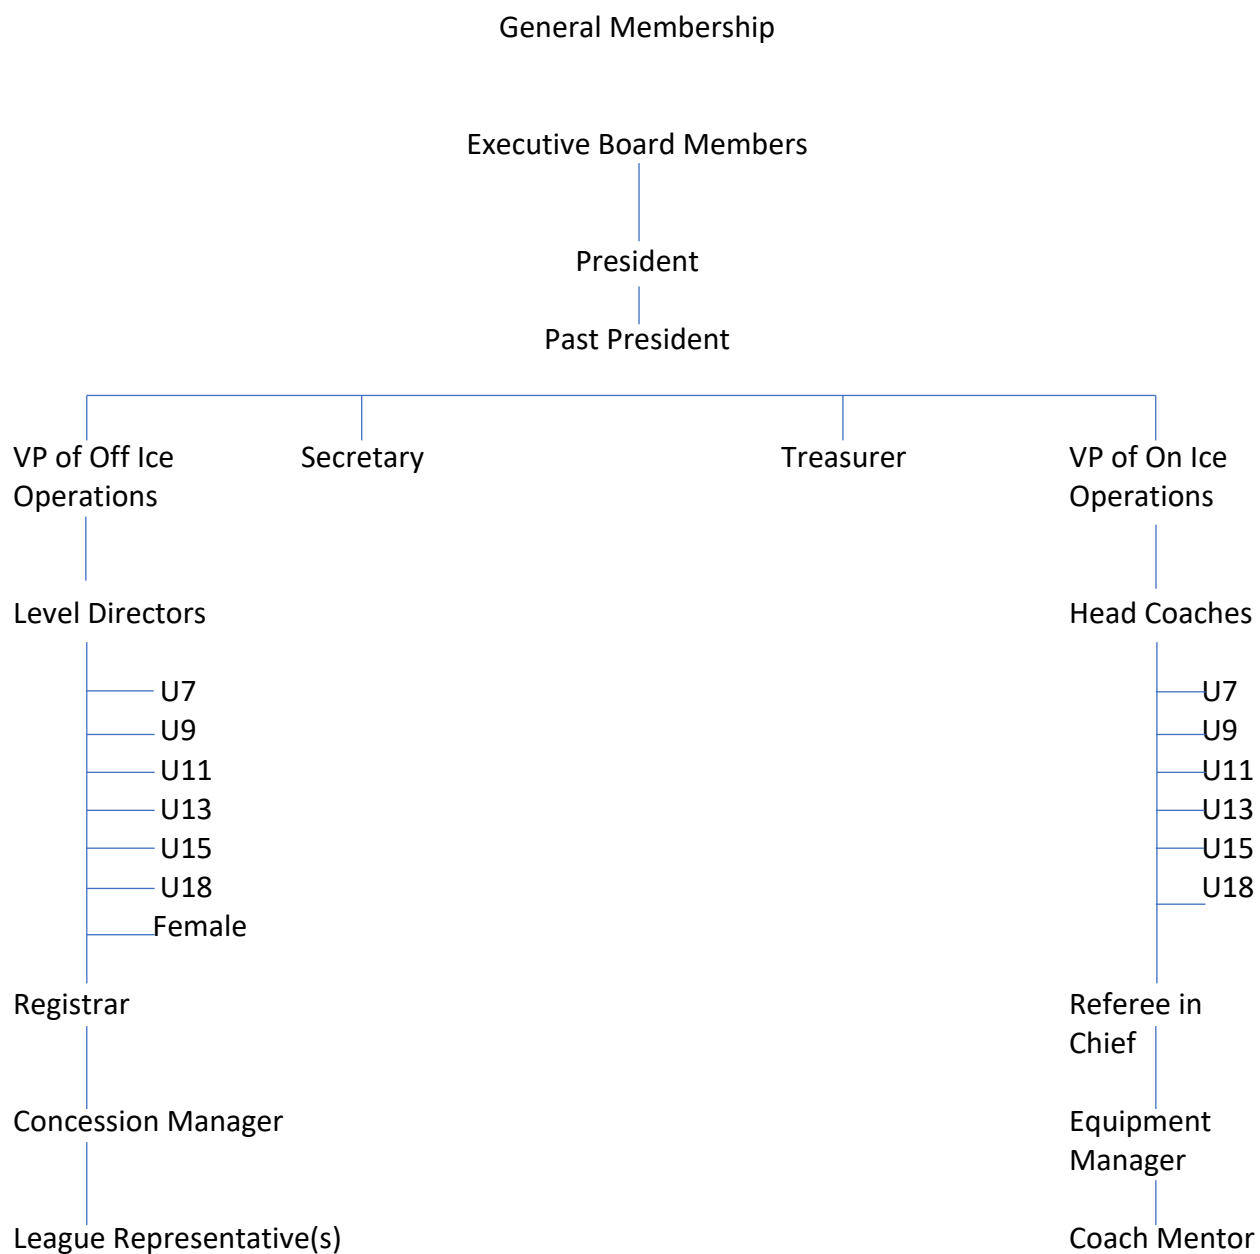 General Membership
Executive Board Members
President
Past President
VP of Off Ice
Operations
Secretary
Treasurer
VP of On Ice
Operations
Level Directors
U7
U9
U11
U13
U15
U18
Female
Head Coaches
U7
U9
U11
U13
U15
U18
Registrar
Concession Manager
League Representative(s)
Referee in
Chief
Equipment
Manager
Coach Mentor